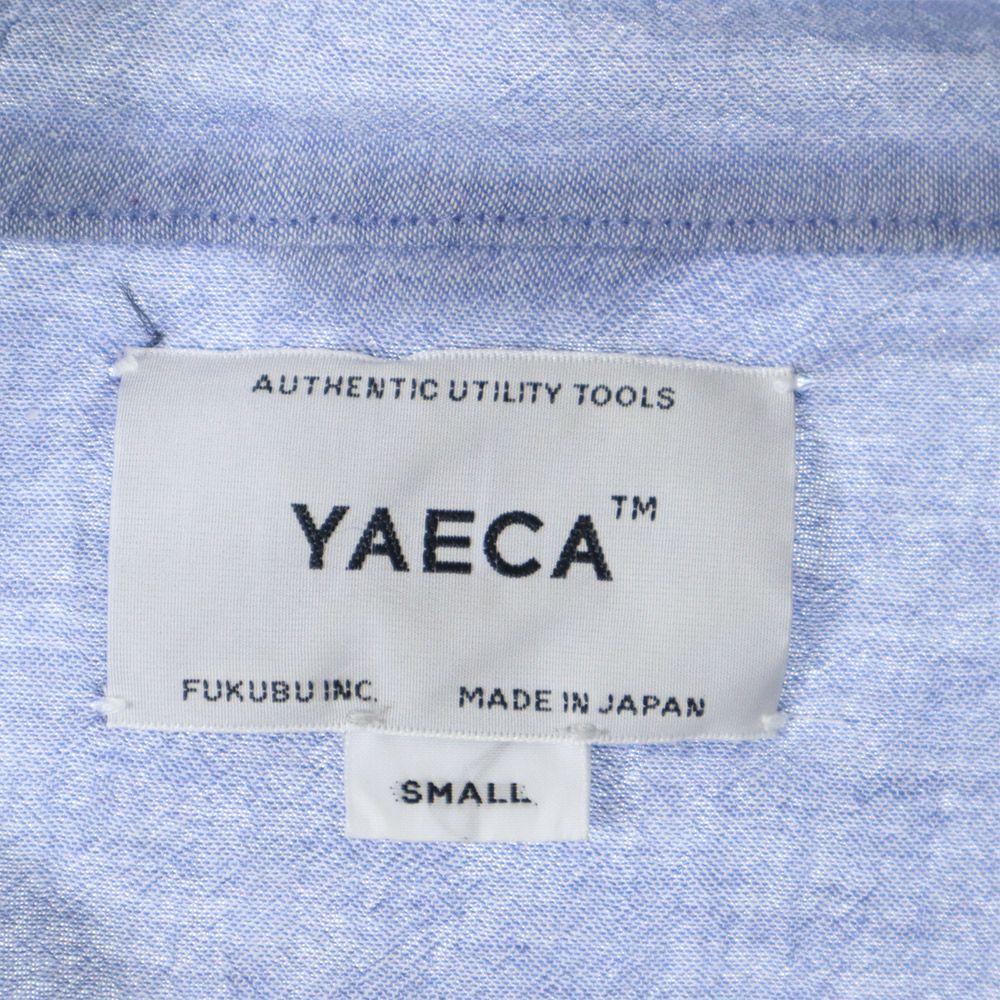 AUTHENTIC UTILITY TOOLS
YAECA™
FUKUBU INC. MADE IN JAPAN
SMALL